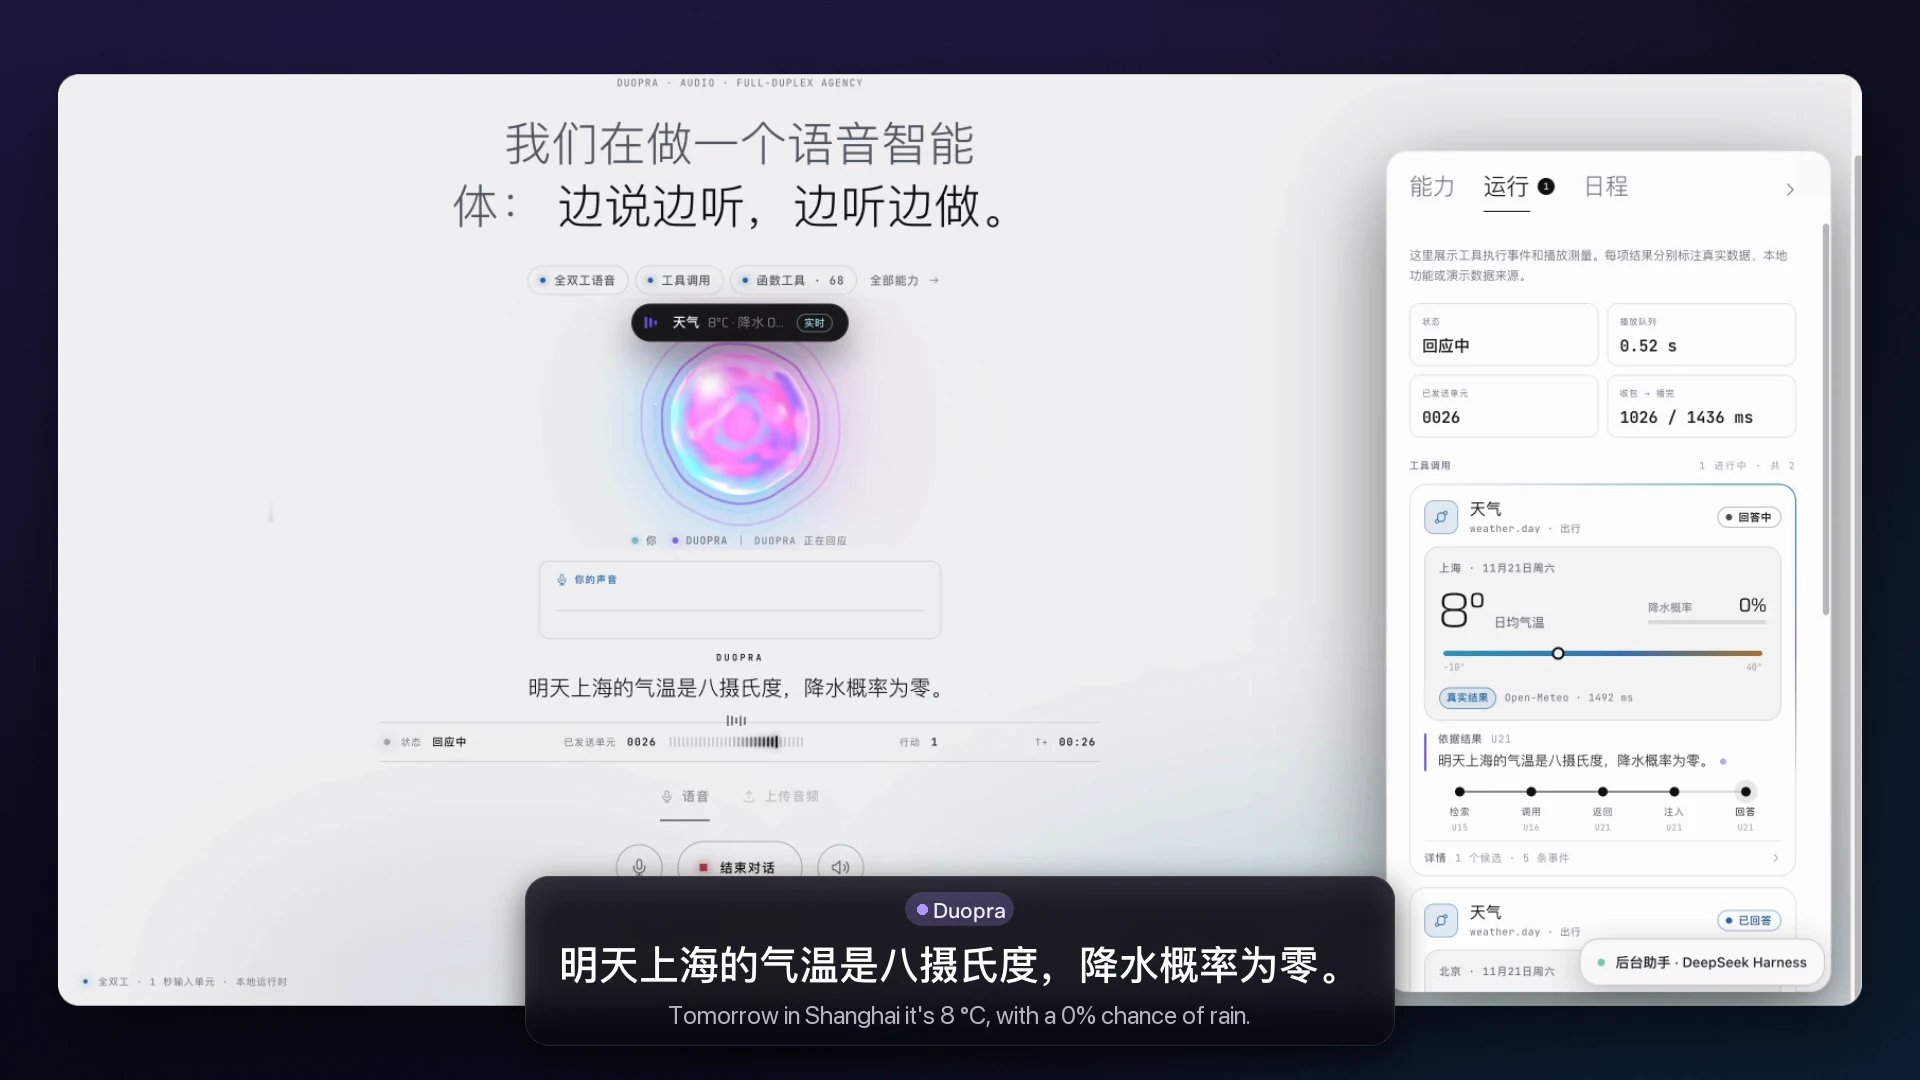 DUOPRA · AUDIO · FULL-DUPLEX AGENCY
我们在做一个语音智能
体： 边说边听，边听边做。
全双工语音
工具调用
函数工具 · 68
全部能力 →
天气 8°C · 降水 0... 实时
你 DUOPRA | DUOPRA 正在回应
你的声音
DUOPRA
明天上海的气温是八摄氏度，降水概率为零。
状态 回应中 已发送单元 0026 行动 1 T+ 00:26
语音 上传音频
结束对话
全双工 · 1 秒输入单元 · 本地运行时
能力 运行 1 日程
这里展示工具执行事件和播放测量。每项结果分别标注真实数据、本地
功能或演示数据来源。
状态
回应中
播放队列
0.52 s
已发送单元
0026
收包 → 播完
1026 / 1436 ms
工具调用 1 进行中 · 共 2
天气
weather.day · 出行
回答中
上海 · 11月21日周六
8° 日均气温
降水概率 0%
-10° 40°
真实结果 Open-Meteo · 1492 ms
依据结果 U21
明天上海的气温是八摄氏度，降水概率为零。
检索 调用 返回 注入 回答
U15 U16 U21 U21 U21
详情 1 个候选 · 5 条事件
天气
weather.day · 出行
已回答
北京 · 11月21日周六
后台助手 · DeepSeek Harness
Duopra
明天上海的气温是八摄氏度，降水概率为零。
Tomorrow in Shanghai it's 8 °C, with a 0% chance of rain.